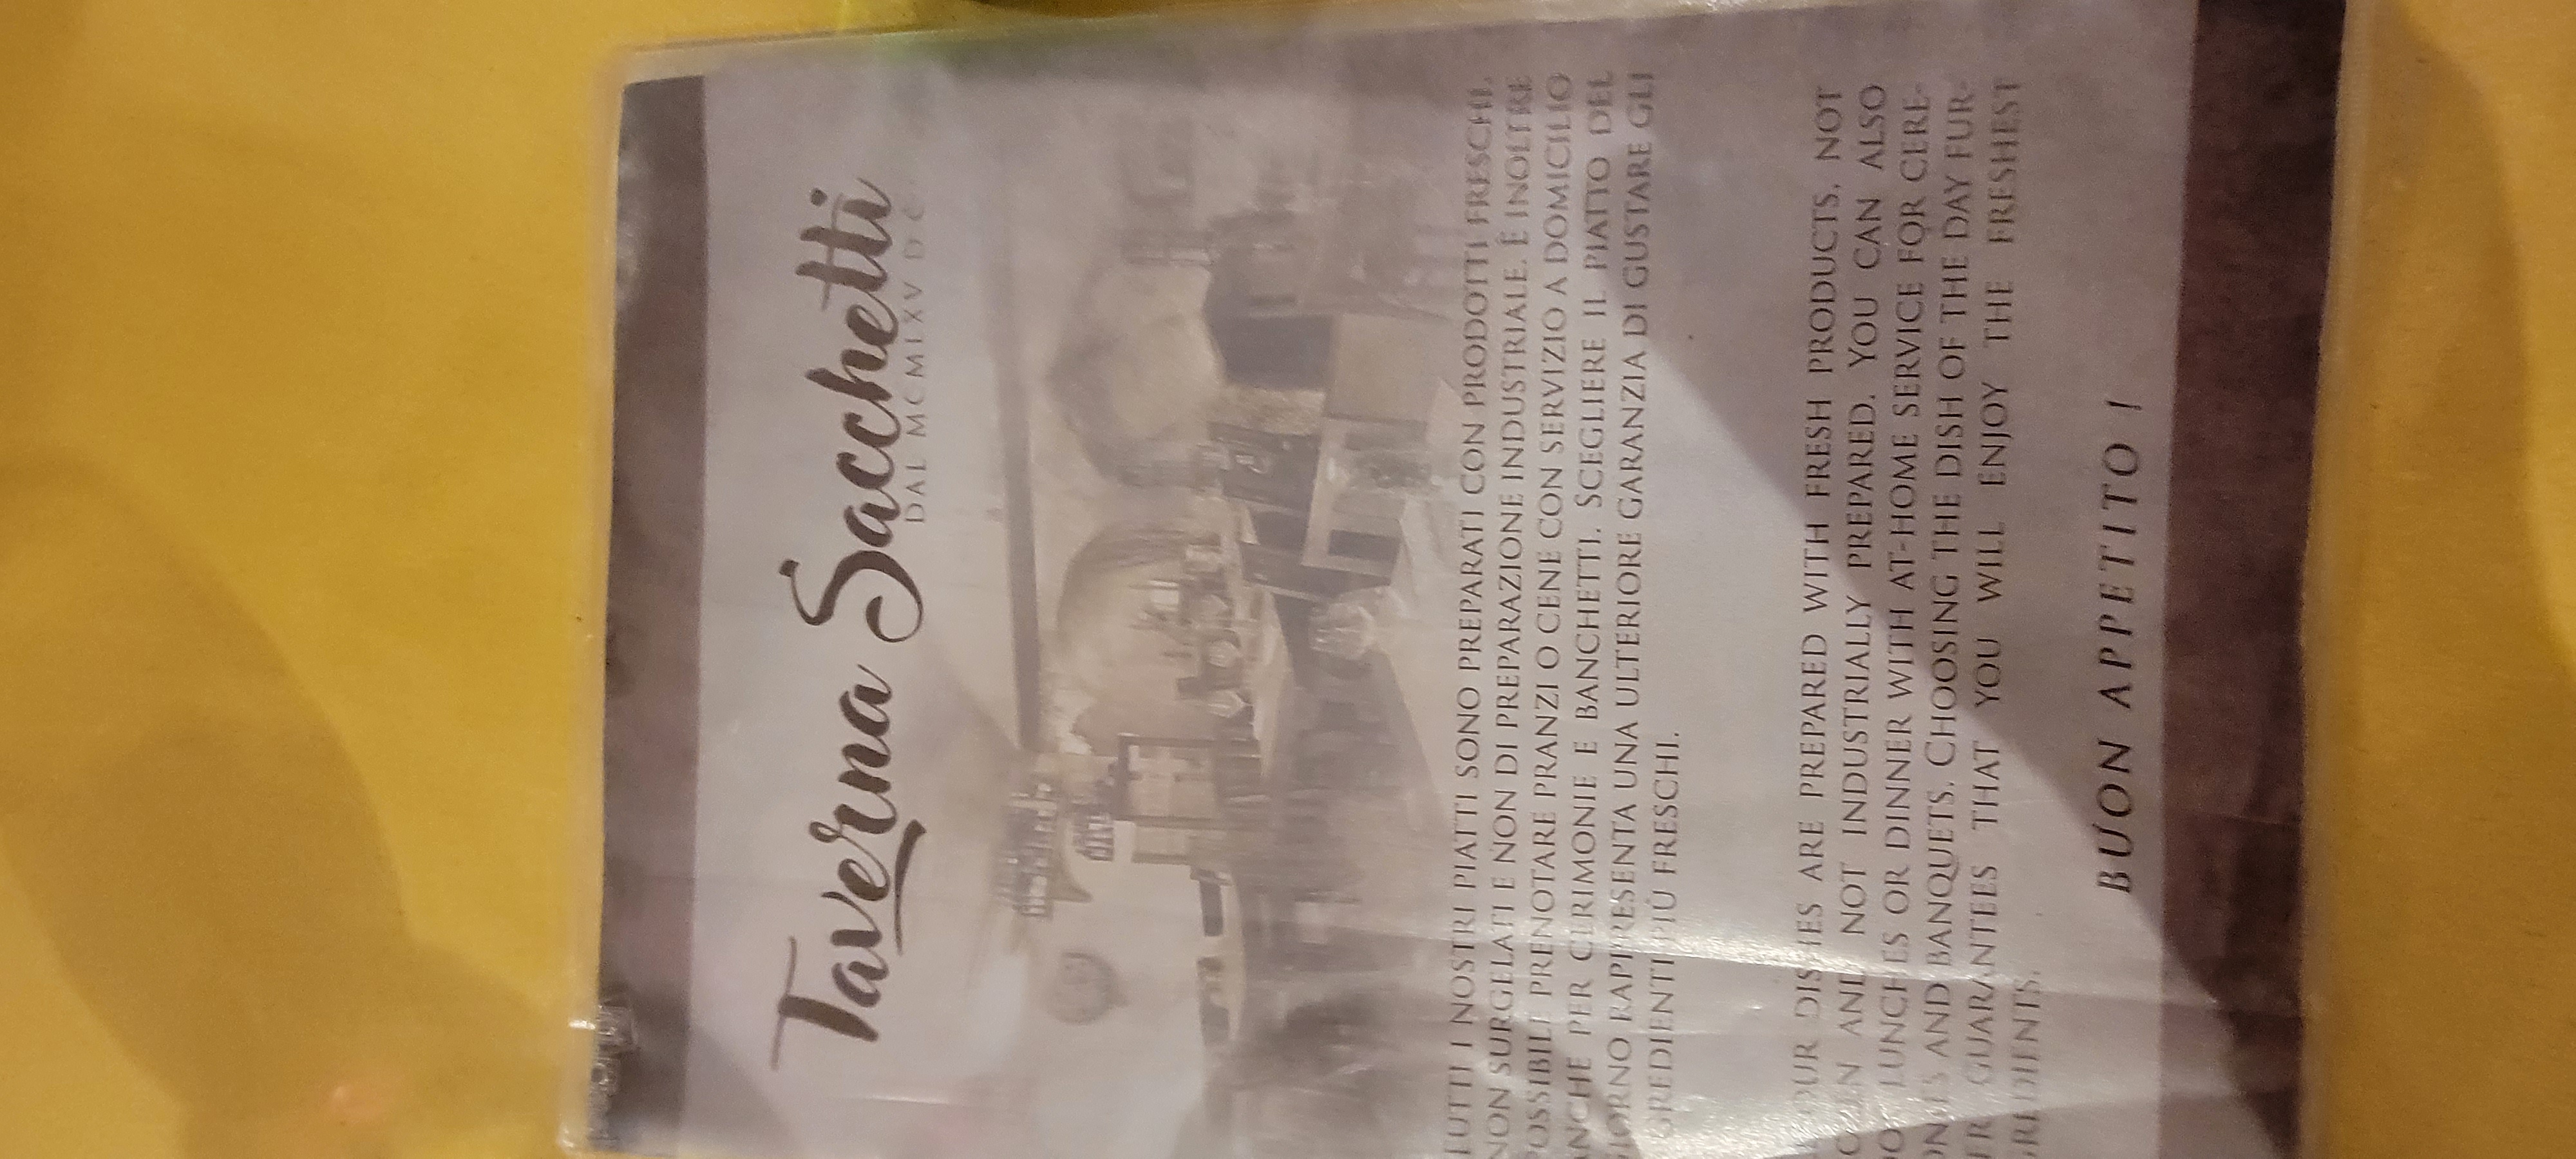 Taverna Sacchetti
DAL MCMLXV D.C.
TUTTI I NOSTRI PIATTI SONO PREPARATI CON PRODOTTI FRESCHI,
NON SURGELATI E NON DI PREPARAZIONE INDUSTRIALE. È INOLTRE
POSSIBILE PRENOTARE PRANZI O CENE CON SERVIZIO A DOMICILIO
ANCHE PER CERIMONIE E BANCHETTI. SCEGLIERE IL PIATTO DEL
GIORNO RAPPRESENTA UNA ULTERIORE GARANZIA DI GUSTARE GLI
INGREDIENTI PIÙ FRESCHI.
OUR DISHES ARE PREPARED WITH FRESH PRODUCTS, NOT
AND NOT INDUSTRIALLY PREPARED. YOU CAN ALSO
LUNCHES OR DINNER WITH AT-HOME SERVICE FOR CERE-
AND BANQUETS. CHOOSING THE DISH OF THE DAY FUR-
GUARANTEES THAT YOU WILL ENJOY THE FRESHEST
INGREDIENTS.
BUON APPETITO !